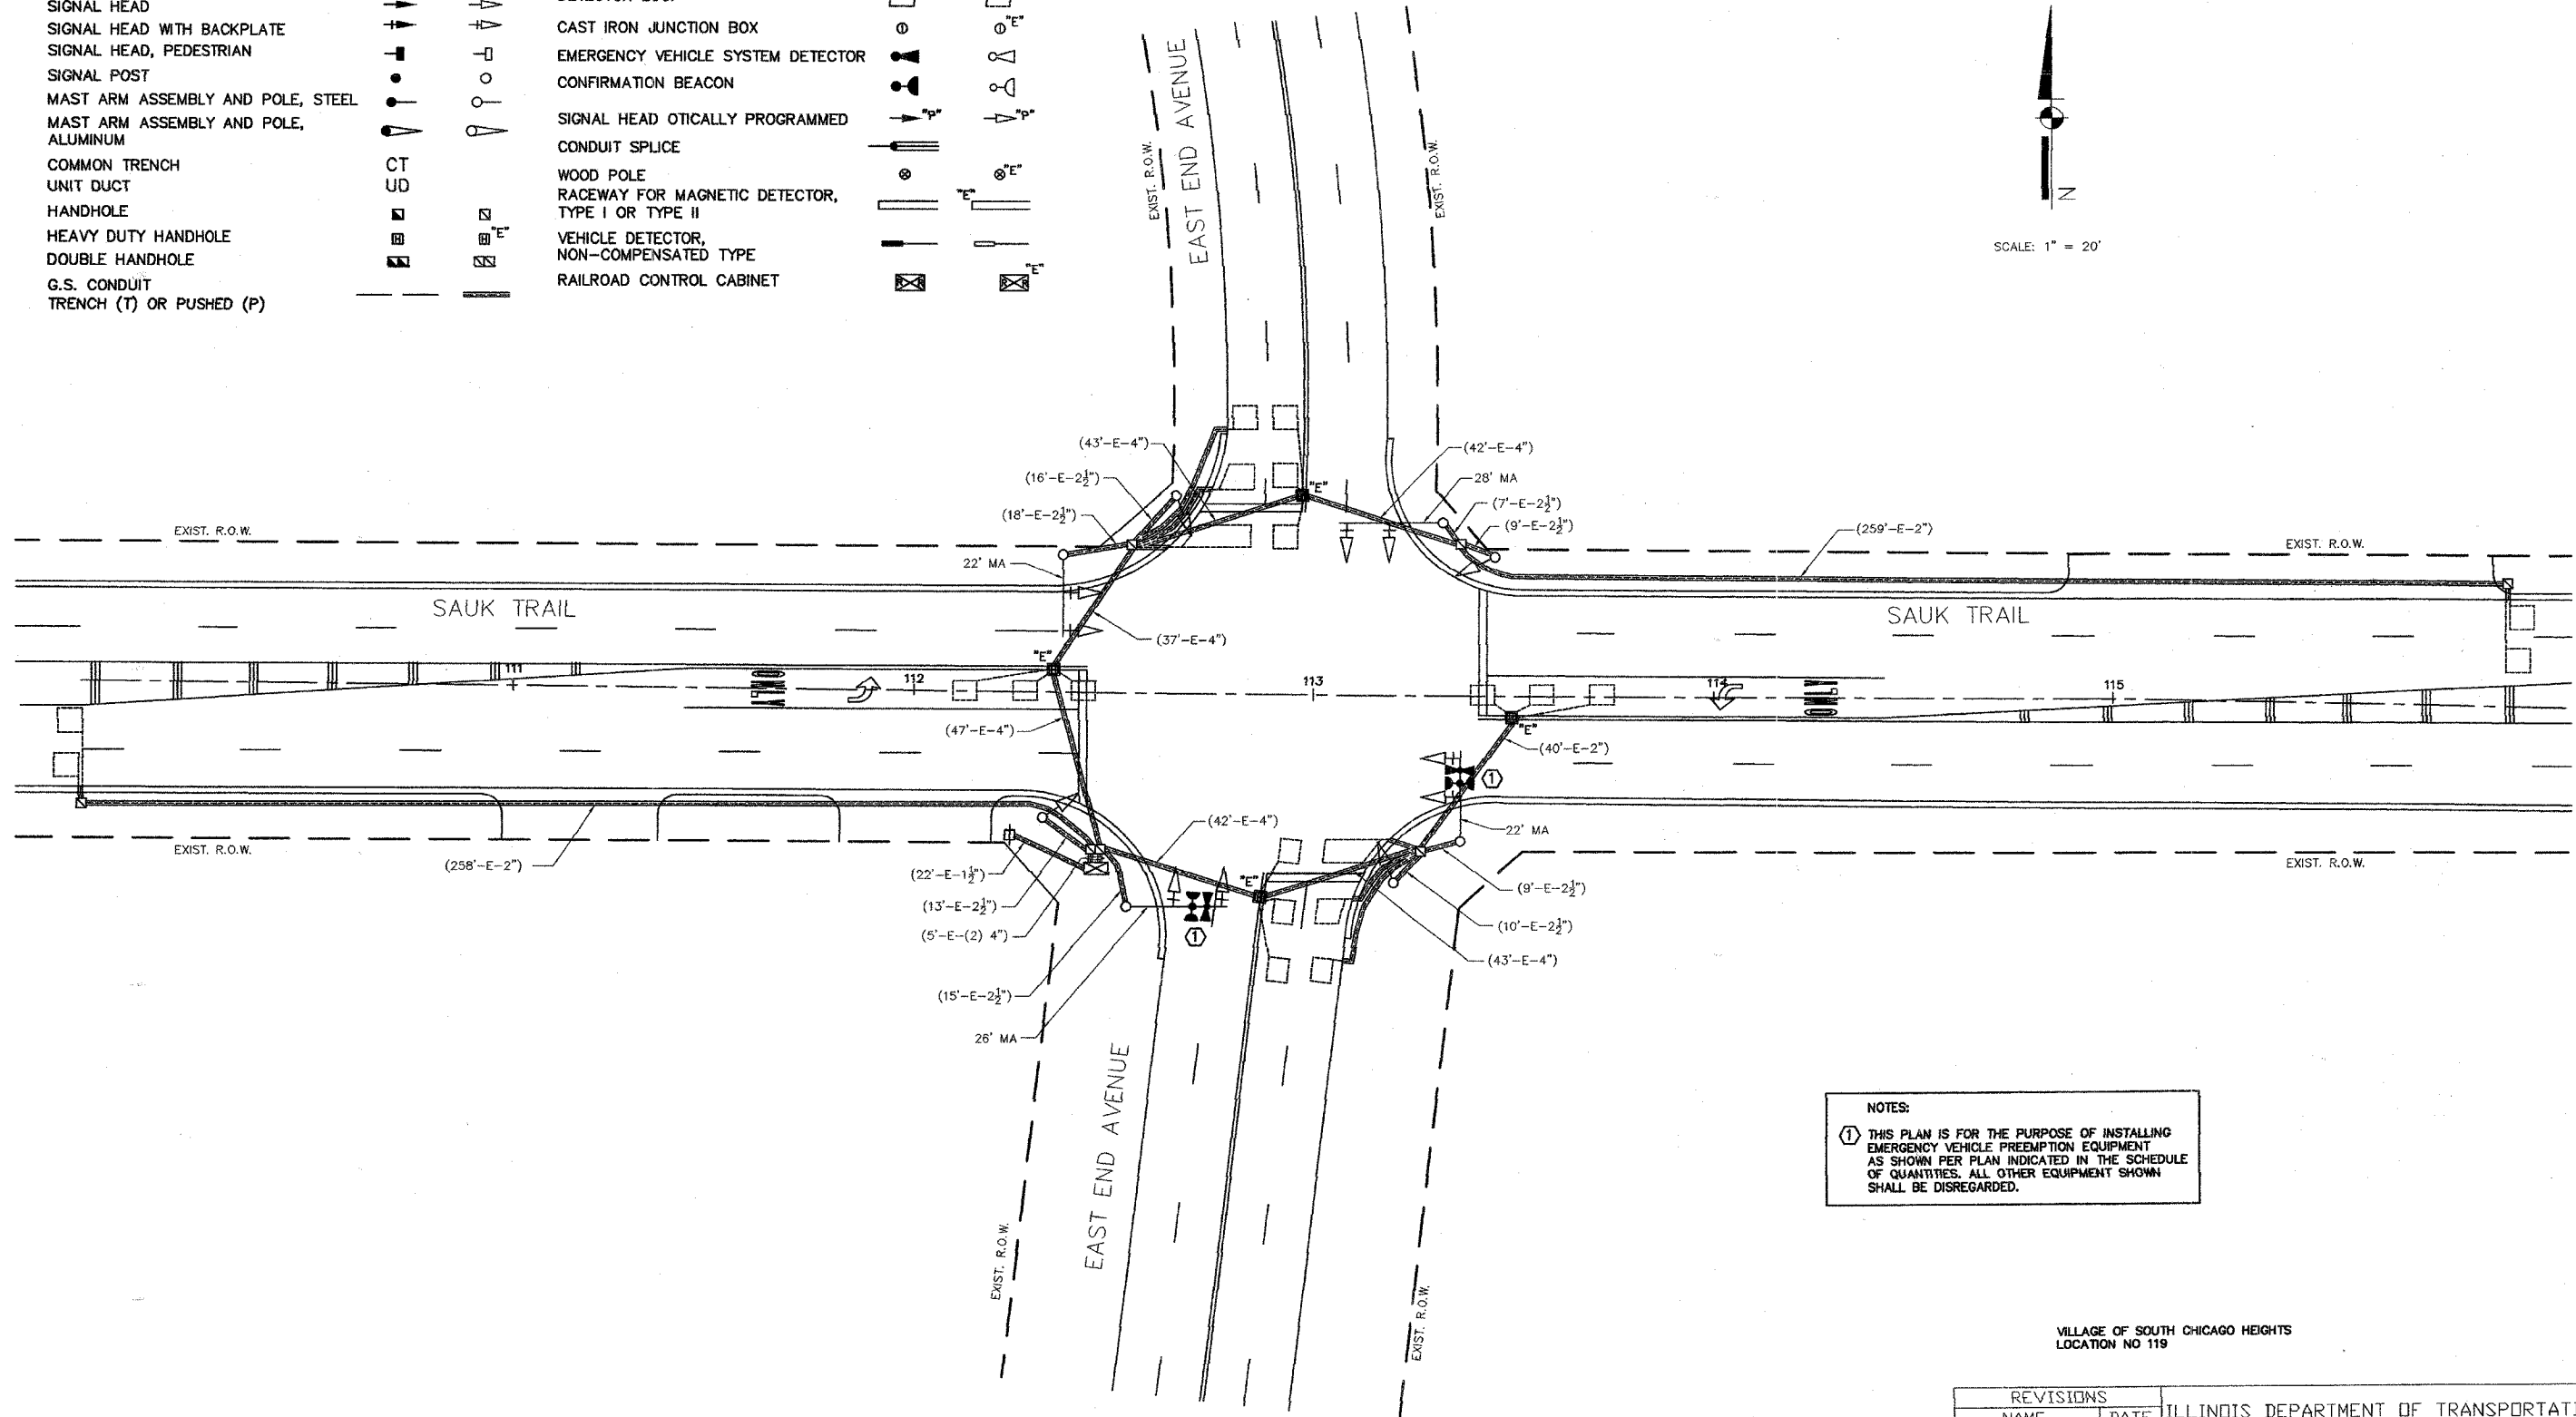 SIGNAL HEAD
SIGNAL HEAD WITH BACKPLATE
SIGNAL HEAD, PEDESTRIAN
SIGNAL POST
MAST ARM ASSEMBLY AND POLE, STEEL
MAST ARM ASSEMBLY AND POLE,
ALUMINUM
COMMON TRENCH CT
UNIT DUCT UD
HANDHOLE
HEAVY DUTY HANDHOLE H H "E"
DOUBLE HANDHOLE
G.S. CONDUIT
TRENCH (T) OR PUSHED (P)
CAST IRON JUNCTION BOX "E"
EMERGENCY VEHICLE SYSTEM DETECTOR
CONFIRMATION BEACON
SIGNAL HEAD OTICALLY PROGRAMMED "P" "P"
CONDUIT SPLICE
WOOD POLE "E"
RACEWAY FOR MAGNETIC DETECTOR,
TYPE I OR TYPE II "E"
VEHICLE DETECTOR,
NON-COMPENSATED TYPE
RAILROAD CONTROL CABINET "E"
EXIST. R.O.W.
EAST END AVENUE
EXIST. R.O.W.
N
SCALE: 1" = 20'
(43'-E-4")
(16'-E-2½")
(18'-E-2½")
22' MA
"E"
(42'-E-4")
28' MA
(7'-E-2½")
(9'-E-2½")
(259'-E-2")
EXIST. R.O.W.
EXIST. R.O.W.
SAUK TRAIL
SAUK TRAIL
(37'-E-4")
"E"
111
ONLY
112
113
114
ONLY
115
(47'-E-4")
"E"
(40'-E-2")
1
22' MA
EXIST. R.O.W.
(258'-E-2")
(42'-E-4")
EXIST. R.O.W.
(22'-E-1½")
"E"
(9'-E-2½")
(13'-E-2½")
(10'-E-2½")
(5'-E-(2) 4")
1
(43'-E-4")
(15'-E-2½")
26' MA
EAST END AVENUE
EXIST. R.O.W.
EXIST. R.O.W.
NOTES:
1 THIS PLAN IS FOR THE PURPOSE OF INSTALLING
EMERGENCY VEHICLE PREEMPTION EQUIPMENT
AS SHOWN PER PLAN INDICATED IN THE SCHEDULE
OF QUANTITIES. ALL OTHER EQUIPMENT SHOWN
SHALL BE DISREGARDED.
VILLAGE OF SOUTH CHICAGO HEIGHTS
LOCATION NO 119
REVISIONS
NAME DATE
ILLINOIS DEPARTMENT OF TRANSPORTATI